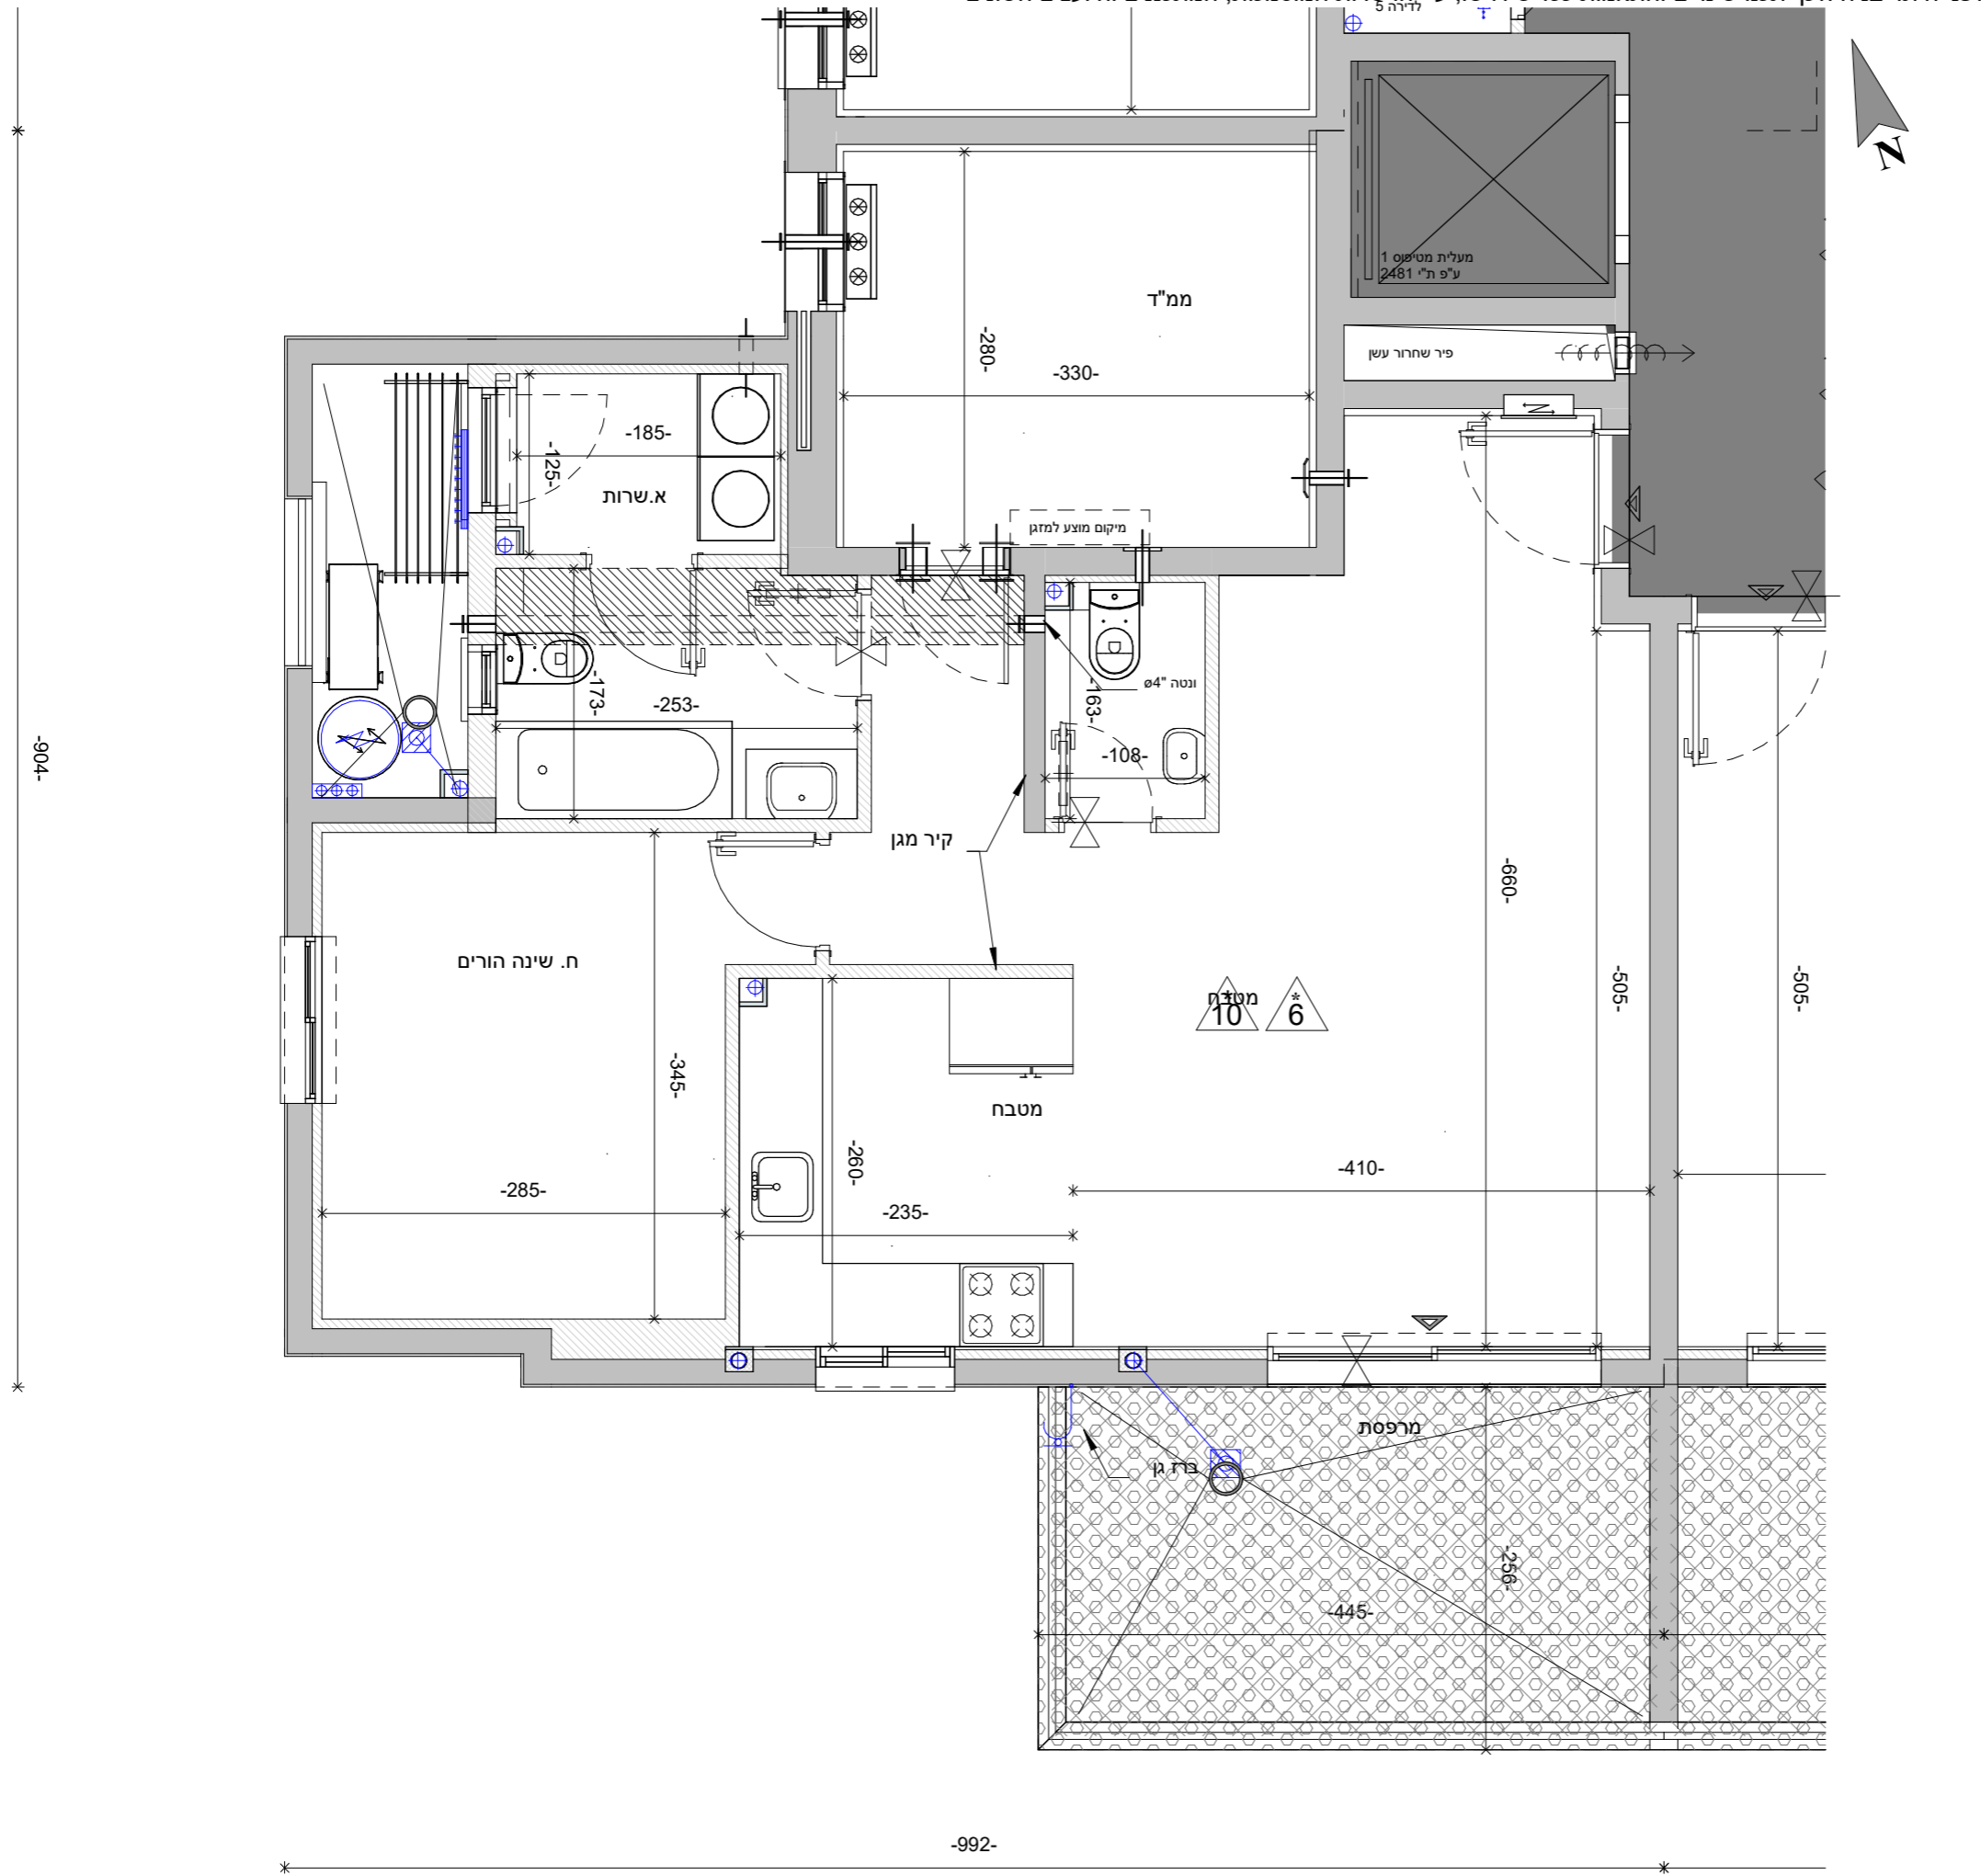 לדירה 5
N
מעלית מטיפוס 1
ע"פ ת"י 2481
ממ"ד
-280-
-330-
פיר שחרור עשן
-185-
-125-
א.שרות
מיקום מוצע למזגן
ונטה "4ø
-173-
-253-
-163-
-108-
-904-
קיר מגן
-660-
ח. שינה הורים
מטבח
* 10
* 6
-505-
-505-
-345-
מטבח
-260-
-410-
-285-
-235-
מרפסת
ברז גן
-256-
-445-
-992-